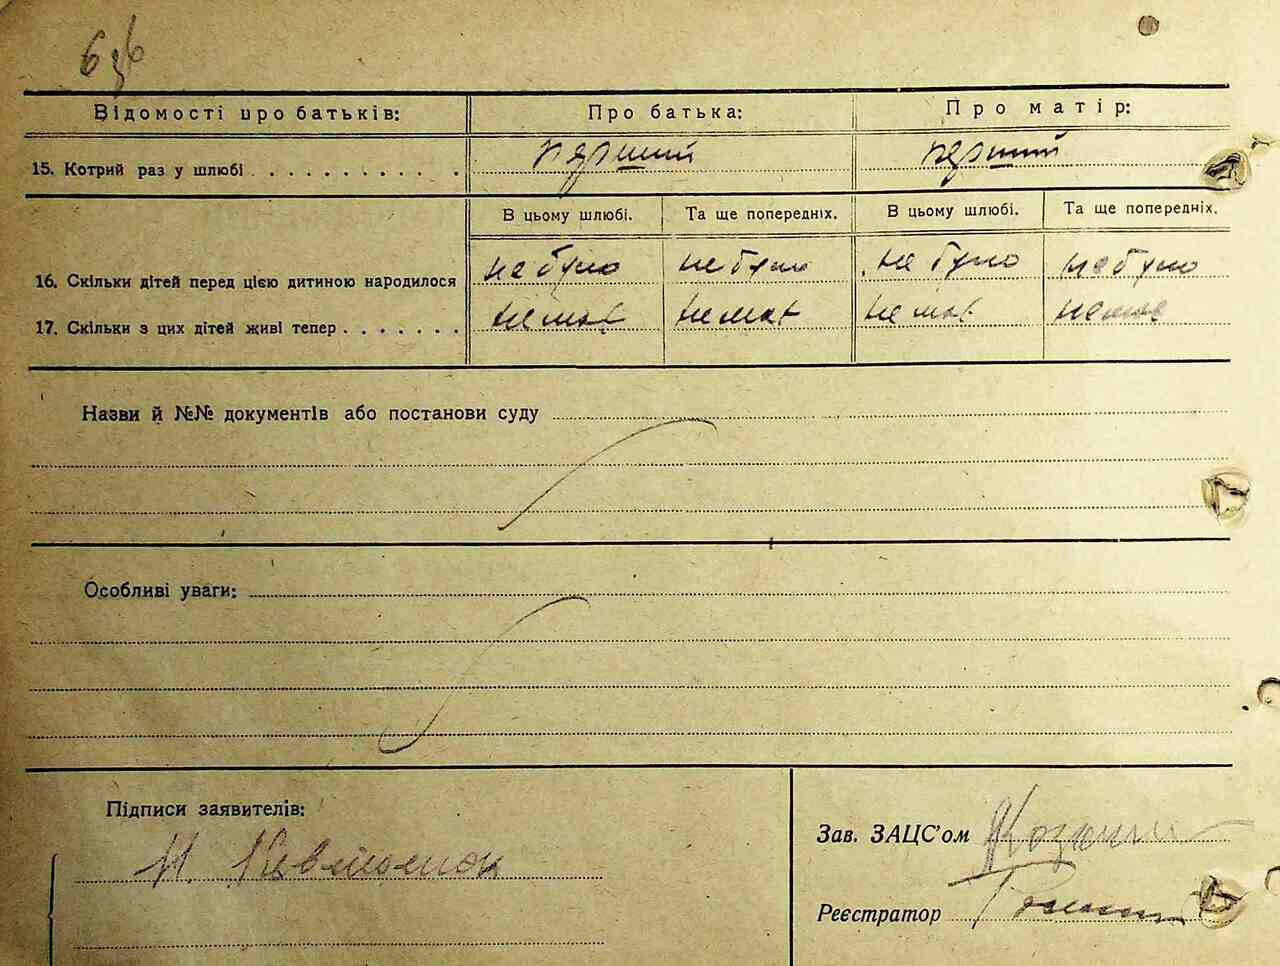 Відомості про батьків: Про батька: Про матір:
15. Котрий раз у шлюбі . . . . . . . . . . перший перший
В цьому шлюбі. Та ще попередніх. В цьому шлюбі. Та ще попередніх.
16. Скільки дітей перед цією дитиною народилося не було не було не було не було
17. Скільки з цих дітей живі тепер . . . . . . . немає немає немає немає
Назви й №№ документів або постанови суду
Особливі уваги:
Підписи заявителів:
Зав. ЗАЦС'ом
Реєстратор